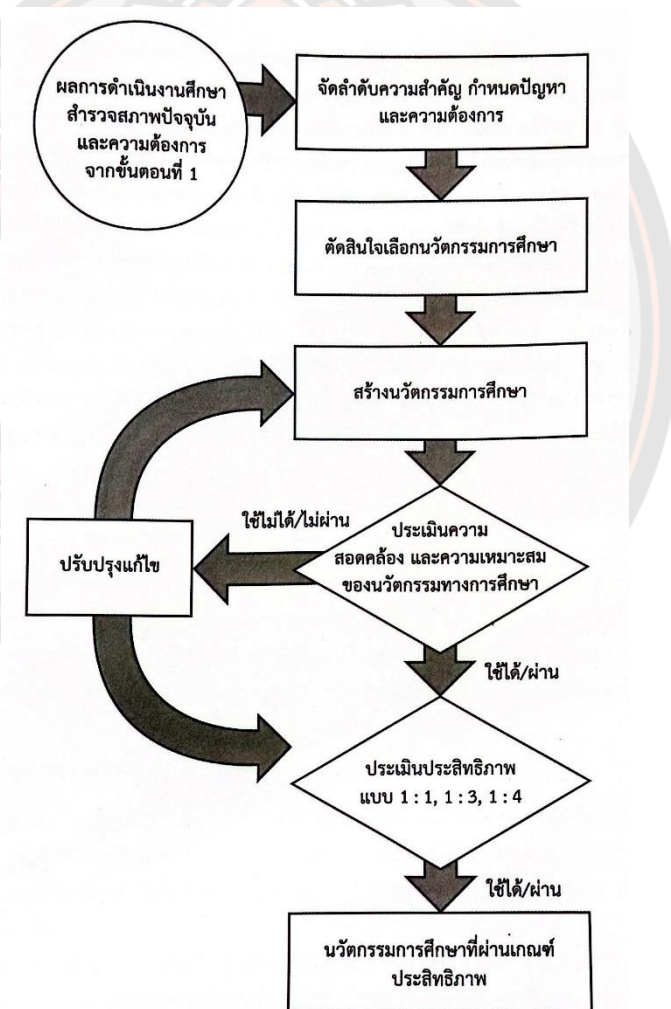 ผลการดำเนินงานศึกษา
สำรวจสภาพปัจจุบัน
และความต้องการ
จากขั้นตอนที่ 1
จัดลำดับความสำคัญ กำหนดปัญหา
และความต้องการ
ตัดสินใจเลือกนวัตกรรมการศึกษา
สร้างนวัตกรรมการศึกษา
ใช้ไม่ได้/ไม่ผ่าน
ประเมินความ
สอดคล้อง และความเหมาะสม
ของนวัตกรรมทางการศึกษา
ปรับปรุงแก้ไข
ใช้ได้/ผ่าน
ประเมินประสิทธิภาพ
แบบ 1 : 1, 1 : 3, 1 : 4
ใช้ได้/ผ่าน
นวัตกรรมการศึกษาที่ผ่านเกณฑ์
ประสิทธิภาพ